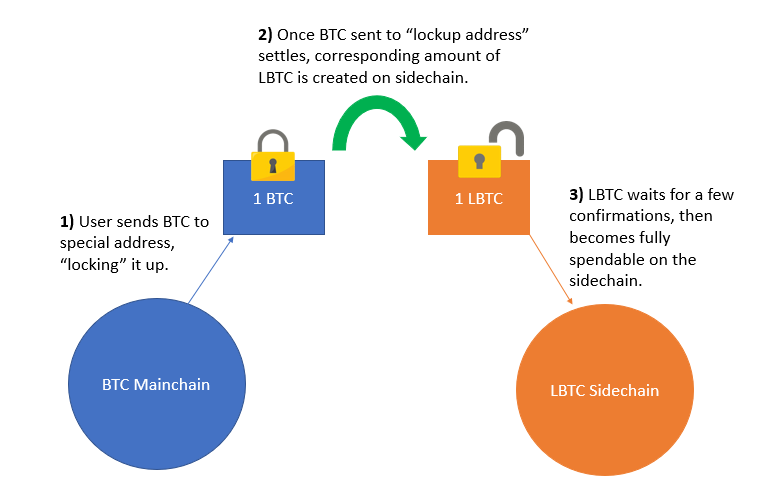 2) Once BTC sent to “lockup address”
settles, corresponding amount of
LBTC is created on sidechain.
1 BTC
1 LBTC
1) User sends BTC to
special address,
“locking” it up.
3) LBTC waits for a few
confirmations, then
becomes fully
spendable on the
sidechain.
BTC Mainchain
LBTC Sidechain